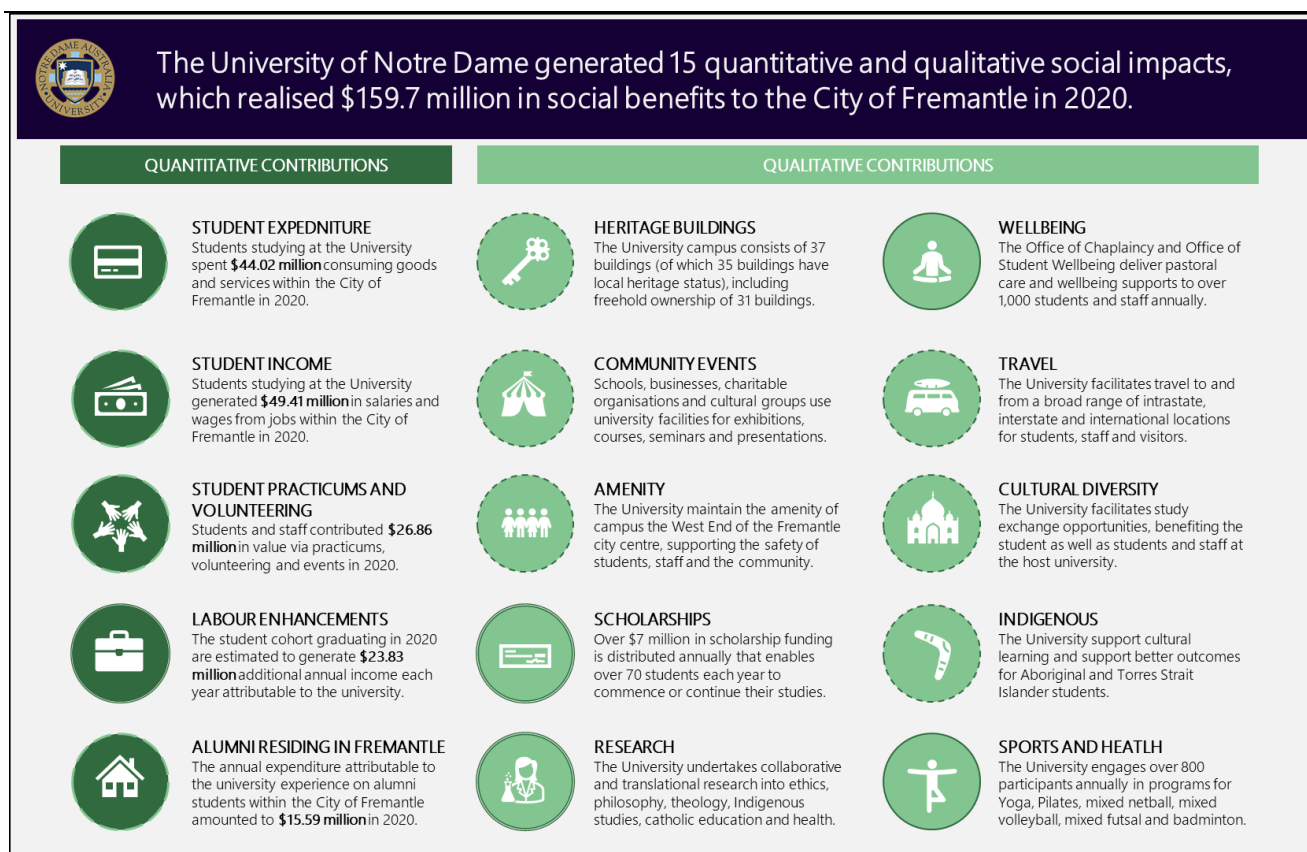 The University of Notre Dame generated 15 quantitative and qualitative social impacts,
which realised $159.7 million in social benefits to the City of Fremantle in 2020.
NOTRE DAME AUSTRALIA
UNIVERSITY
QUANTITATIVE CONTRIBUTIONS
STUDENT EXPEDNITURE
Students studying at the University
spent $44.02 million consuming goods
and services within the City of
Fremantle in 2020.
STUDENT INCOME
Students studying at the University
generated $49.41 million in salaries and
wages from jobs within the City of
Fremantle in 2020.
STUDENT PRACTICUMS AND
VOLUNTEERING
Students and staff contributed $26.86
million in value via practicums,
volunteering and events in 2020.
LABOUR ENHANCEMENTS
The student cohort graduating in 2020
are estimated to generate $23.83
million additional annual income each
year attributable to the university.
ALUMNI RESIDING IN FREMANTLE
The annual expenditure attributable to
the university experience on alumni
students within the City of Fremantle
amounted to $15.59 million in 2020.
QUALITATIVE CONTRIBUTIONS
HERITAGE BUILDINGS
The University campus consists of 37
buildings (of which 35 buildings have
local heritage status), including
freehold ownership of 31 buildings.
COMMUNITY EVENTS
Schools, businesses, charitable
organisations and cultural groups use
university facilities for exhibitions,
courses, seminars and presentations.
AMENITY
The University maintain the amenity of
campus the West End of the Fremantle
city centre, supporting the safety of
students, staff and the community.
SCHOLARSHIPS
Over $7 million in scholarship funding
is distributed annually that enables
over 70 students each year to
commence or continue their studies.
RESEARCH
The University undertakes collaborative
and translational research into ethics,
philosophy, theology, Indigenous
studies, catholic education and health.
WELLBEING
The Office of Chaplaincy and Office of
Student Wellbeing deliver pastoral
care and wellbeing supports to over
1,000 students and staff annually.
TRAVEL
The University facilitates travel to and
from a broad range of intrastate,
interstate and international locations
for students, staff and visitors.
CULTURAL DIVERSITY
The University facilitates study
exchange opportunities, benefiting the
student as well as students and staff at
the host university.
INDIGENOUS
The University support cultural
learning and support better outcomes
for Aboriginal and Torres Strait
Islander students.
SPORTS AND HEATLH
The University engages over 800
participants annually in programs for
Yoga, Pilates, mixed netball, mixed
volleyball, mixed futsal and badminton.